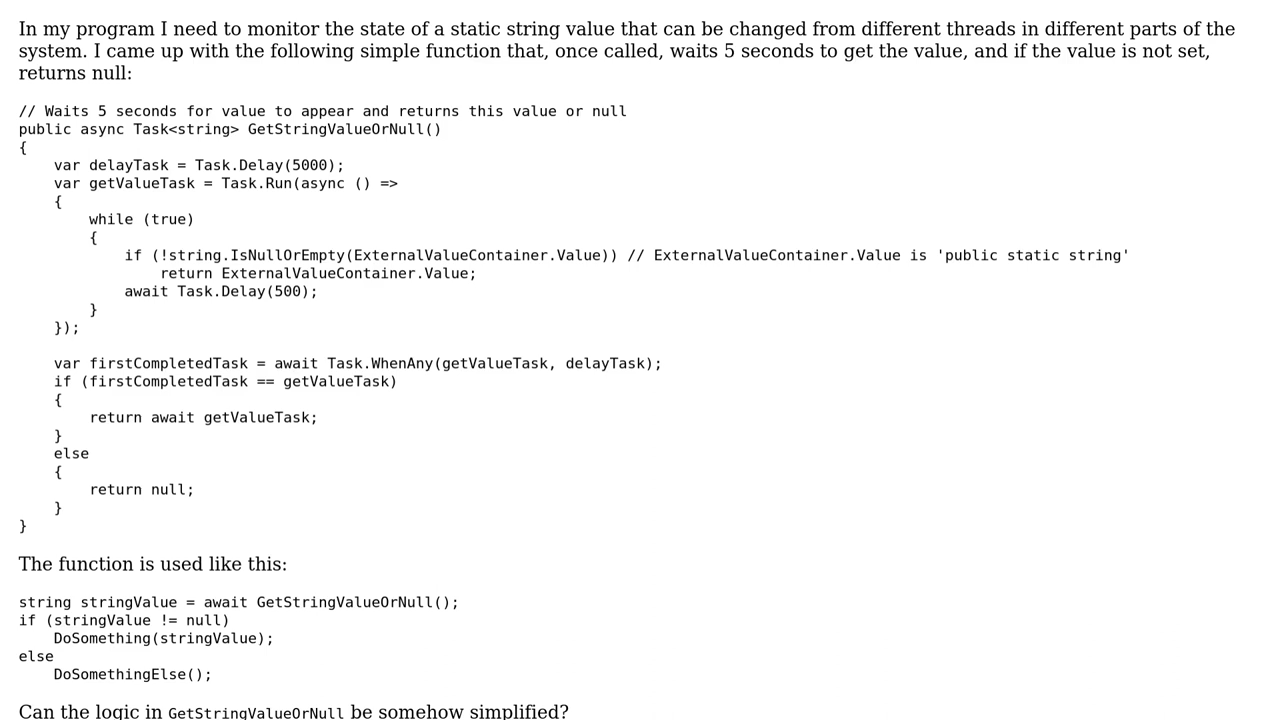 In my program I need to monitor the state of a static string value that can be changed from different threads in different parts of the
system. I came up with the following simple function that, once called, waits 5 seconds to get the value, and if the value is not set,
returns null:
// Waits 5 seconds for value to appear and returns this value or null
public async Task<string> GetStringValueOrNull()
{
    var delayTask = Task.Delay(5000);
    var getValueTask = Task.Run(async () =>
    {
        while (true)
        {
            if (!string.IsNullOrEmpty(ExternalValueContainer.Value)) // ExternalValueContainer.Value is 'public static string'
                return ExternalValueContainer.Value;
            await Task.Delay(500);
        }
    });
    var firstCompletedTask = await Task.WhenAny(getValueTask, delayTask);
    if (firstCompletedTask == getValueTask)
    {
        return await getValueTask;
    }
    else
    {
        return null;
    }
}
The function is used like this:
string stringValue = await GetStringValueOrNull();
if (stringValue != null)
    DoSomething(stringValue);
else
    DoSomethingElse();
Can the logic in GetStringValueOrNull be somehow simplified?